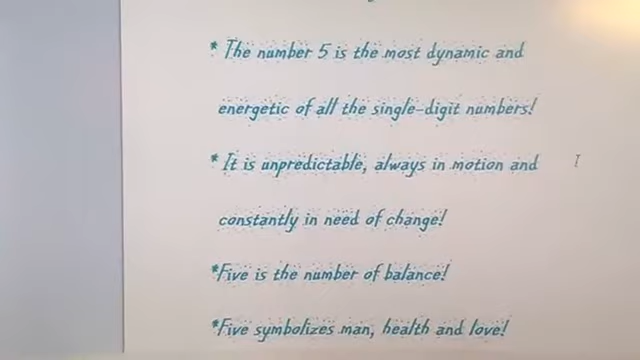 * The number 5 is the most dynamic and
energetic of all the single-digit numbers!
* It is unpredictable, always in motion and
constantly in need of change!
*Five is the number of balance!
*Five symbolizes man, health and love!